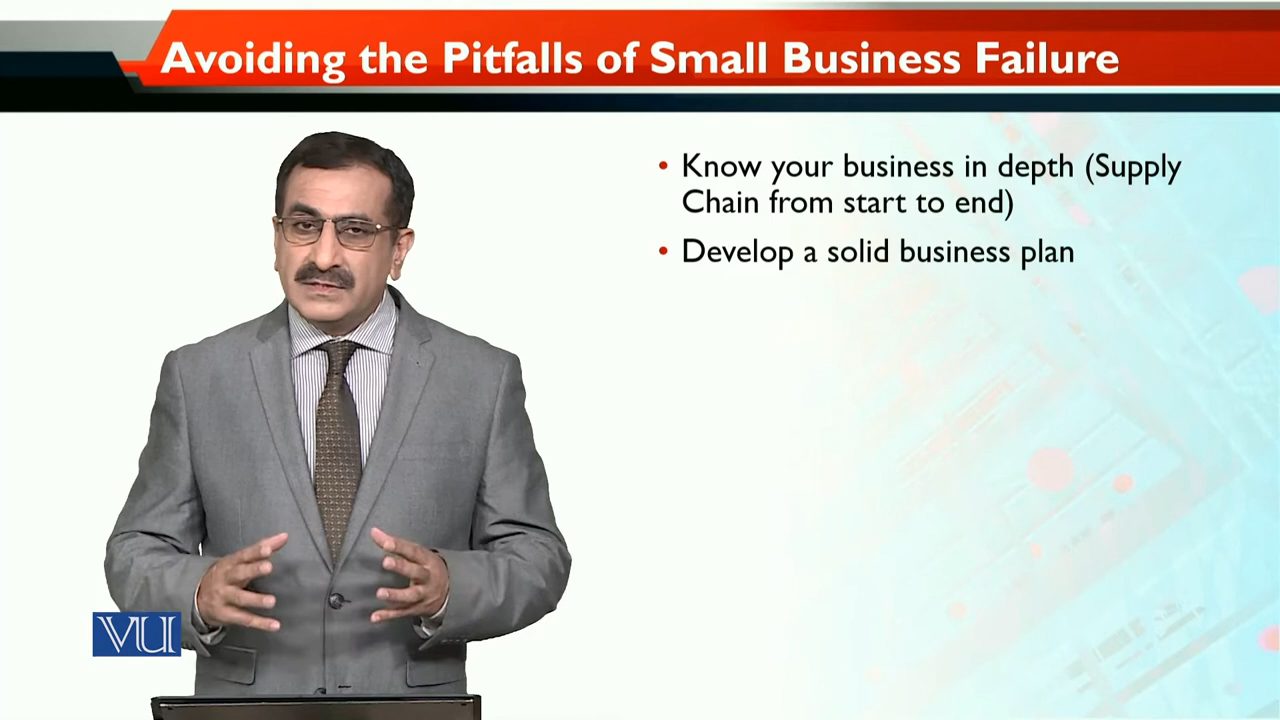 Avoiding the Pitfalls of Small Business Failure
• Know your business in depth (Supply
Chain from start to end)
• Develop a solid business plan
VU